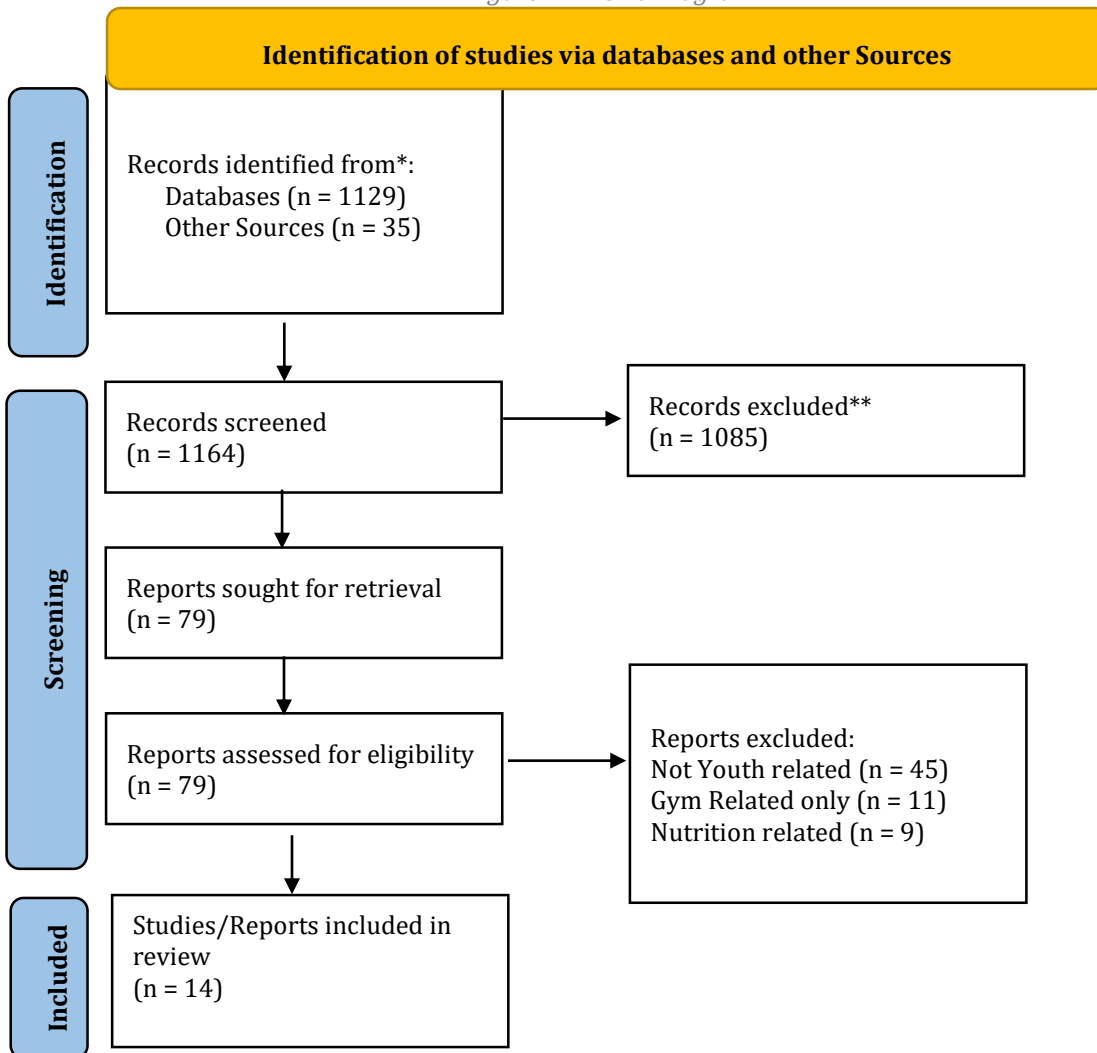 Identification of studies via databases and other Sources
Identification
Records identified from*:
Databases (n = 1129)
Other Sources (n = 35)
Screening
Records screened
(n = 1164)
Records excluded**
(n = 1085)
Reports sought for retrieval
(n = 79)
Reports assessed for eligibility
(n = 79)
Reports excluded:
Not Youth related (n = 45)
Gym Related only (n = 11)
Nutrition related (n = 9)
Included
Studies/Reports included in
review
(n = 14)